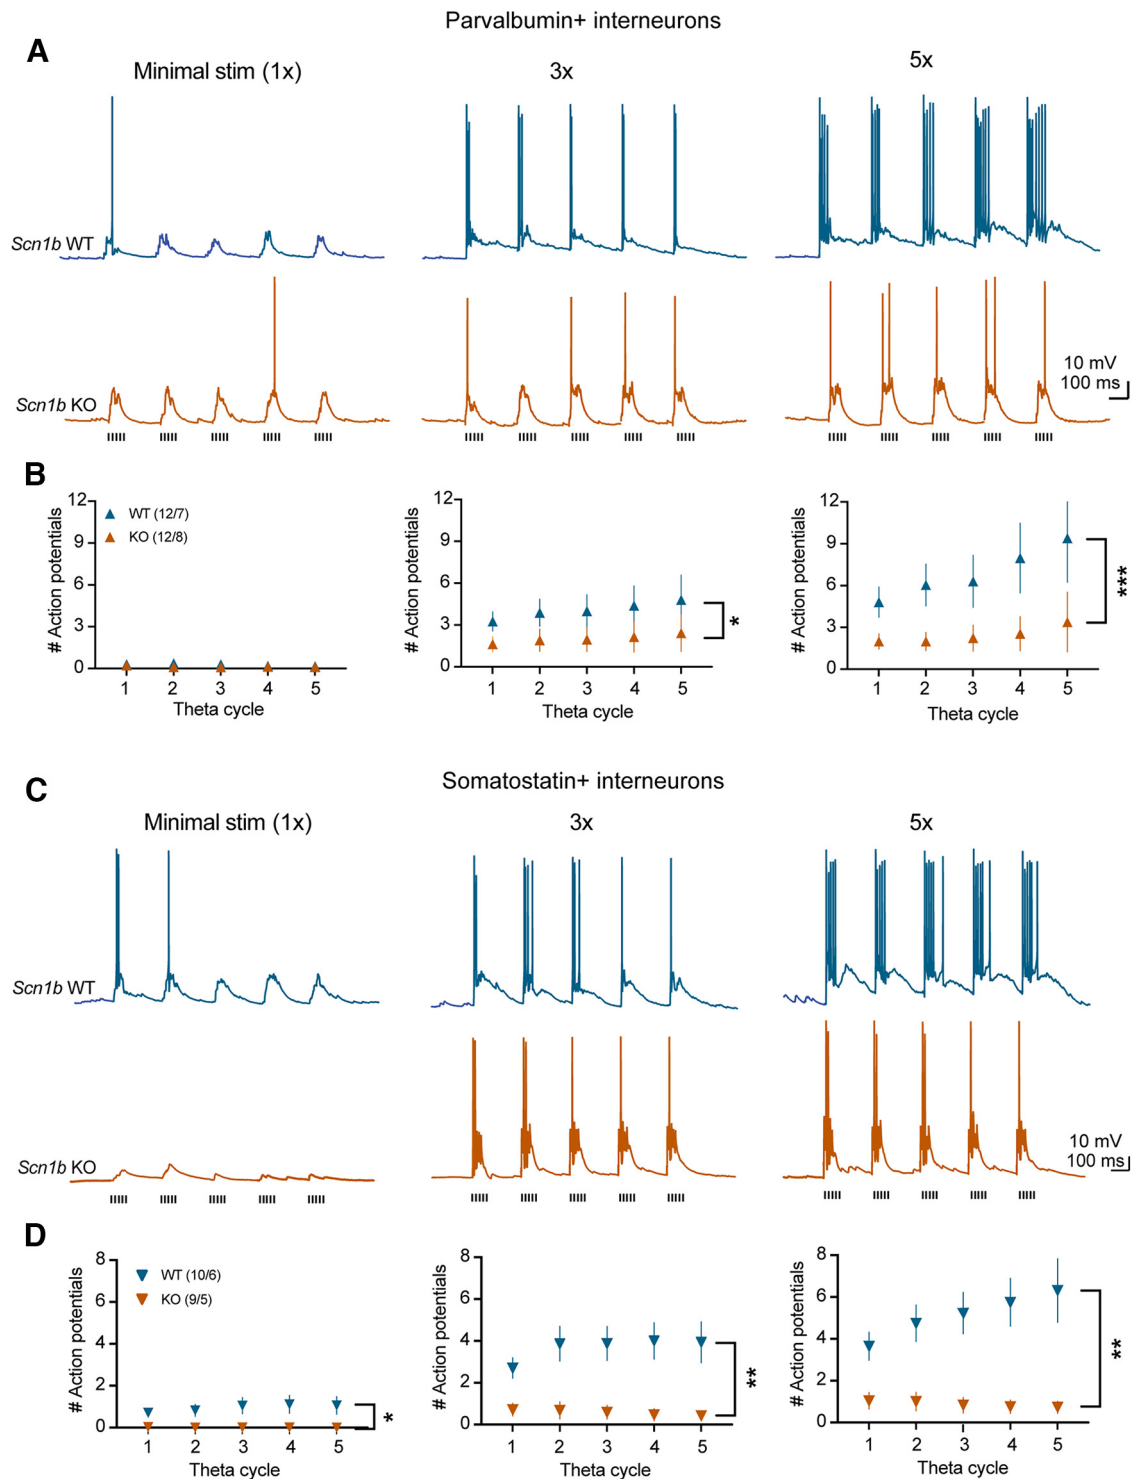 Parvalbumin+ interneurons
A
Minimal stim (1x)
3x
5x
Scn1b WT
Scn1b KO
10 mV
100 ms
B
# Action potentials
12
9
6
3
0
WT (12/7)
KO (12/8)
1 2 3 4 5
Theta cycle
# Action potentials
12
9
6
3
0
*
1 2 3 4 5
Theta cycle
# Action potentials
12
9
6
3
0
***
1 2 3 4 5
Theta cycle
Somatostatin+ interneurons
C
Minimal stim (1x)
3x
5x
Scn1b WT
Scn1b KO
10 mV
100 ms
D
# Action potentials
8
6
4
2
0
WT (10/6)
KO (9/5)
*
1 2 3 4 5
Theta cycle
# Action potentials
8
6
4
2
0
**
1 2 3 4 5
Theta cycle
# Action potentials
8
6
4
2
0
**
1 2 3 4 5
Theta cycle